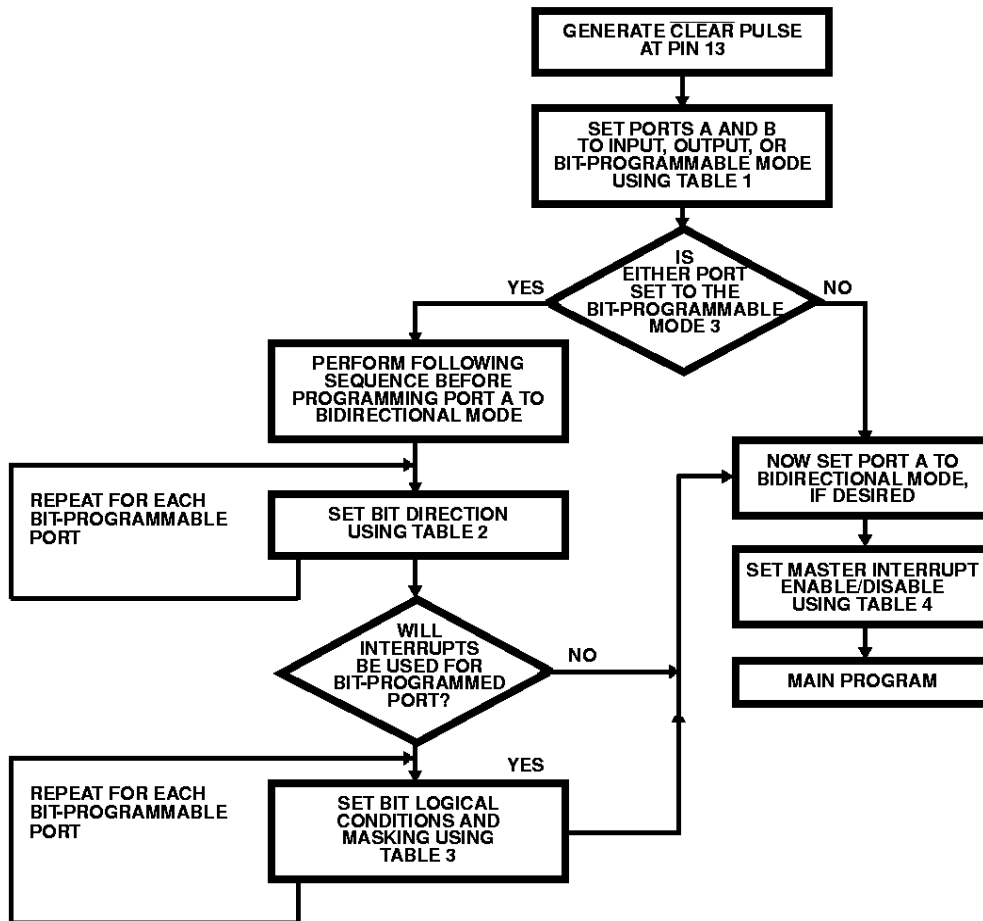 GENERATE CLEAR PULSE
AT PIN 13
SET PORTS A AND B
TO INPUT, OUTPUT, OR
BIT-PROGRAMMABLE MODE
USING TABLE 1
IS
EITHER PORT
SET TO THE
BIT-PROGRAMMABLE
MODE 3
YES
NO
PERFORM FOLLOWING
SEQUENCE BEFORE
PROGRAMMING PORT A TO
BIDIRECTIONAL MODE
REPEAT FOR EACH
BIT-PROGRAMMABLE
PORT
SET BIT DIRECTION
USING TABLE 2
WILL
INTERRUPTS
BE USED FOR
BIT-PROGRAMMED
PORT?
NO
YES
REPEAT FOR EACH
BIT-PROGRAMMABLE
PORT
SET BIT LOGICAL
CONDITIONS AND
MASKING USING
TABLE 3
NOW SET PORT A TO
BIDIRECTIONAL MODE,
IF DESIRED
SET MASTER INTERRUPT
ENABLE/DISABLE
USING TABLE 4
MAIN PROGRAM